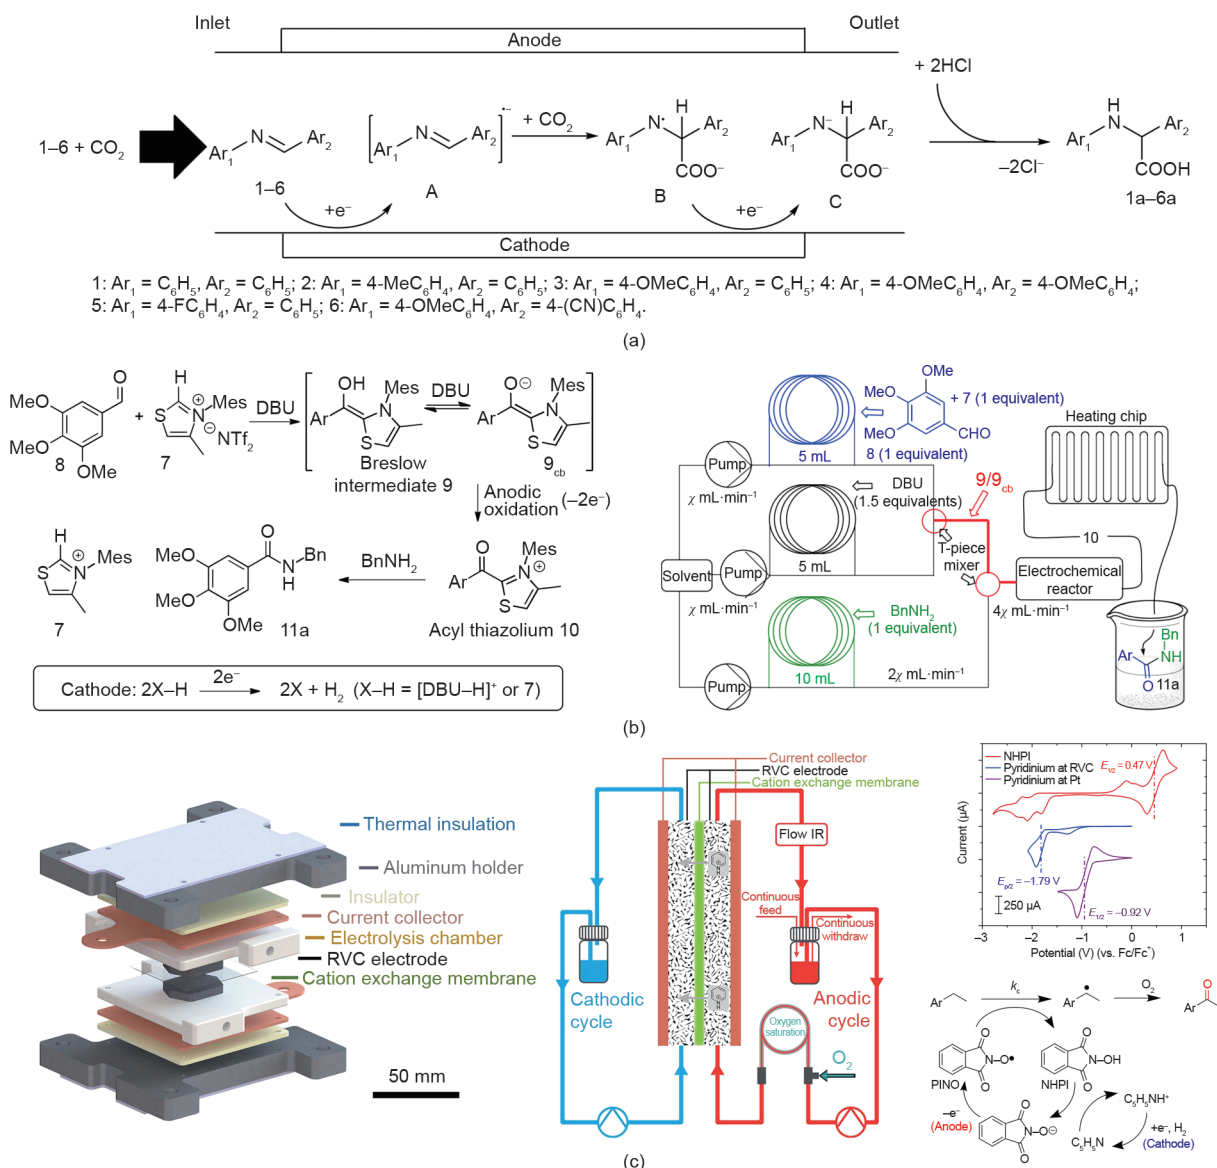 Inlet
Anode
Outlet
+ 2HCl
1–6 + CO2
N
Ar1
Ar2
1–6
N
Ar1
Ar2
•−
A
+ CO2
H
N•
Ar1
Ar2
COO−
B
H
N−
Ar1
Ar2
COO−
C
−2Cl−
H
N
Ar1
Ar2
COOH
1a–6a
+e−
+e−
Cathode
1: Ar1 = C6H5, Ar2 = C6H5; 2: Ar1 = 4-MeC6H4, Ar2 = C6H5; 3: Ar1 = 4-OMeC6H4, Ar2 = C6H5; 4: Ar1 = 4-OMeC6H4, Ar2 = 4-OMeC6H4;
5: Ar1 = 4-FC6H4, Ar2 = C6H5; 6: Ar1 = 4-OMeC6H4, Ar2 = 4-(CN)C6H4.
(a)
O
MeO
MeO
OMe
8
+
H
S
N
⊕
Mes
⊖
NTf2
7
DBU
OH
Mes
Ar
N
S
Breslow
intermediate 9
DBU
O⊖
Mes
Ar
N
S
9cb
Anodic
oxidation
(−2e−)
O
Mes
Ar
N
⊕
S
Acyl thiazolium 10
BnNH2
O
MeO
MeO
OMe
N
H
Bn
11a
H
S
N
⊕
Mes
7
Cathode: 2X–H
2e−
2X + H2 (X–H = [DBU–H]+ or 7)
OMe
MeO
MeO
CHO
+ 7 (1 equivalent)
8 (1 equivalent)
5 mL
Pump
χ mL·min−1
DBU
(1.5 equivalents)
5 mL
Solvent
Pump
χ mL·min−1
BnNH2
(1 equivalent)
10 mL
Pump
2χ mL·min−1
9/9cb
T-piece
mixer
Heating chip
10
Electrochemical
reactor
4χ mL·min−1
Bn
NH
Ar
O
11a
(b)
Thermal insulation
Aluminum holder
Insulator
Current collector
Electrolysis chamber
RVC electrode
Cation exchange membrane
50 mm
Current collector
RVC electrode
Cation exchange membrane
Flow IR
Continuous
feed
Continuous
withdraw
Cathodic
cycle
Anodic
cycle
Oxygen
saturation
O2
NHPI
Pyridinium at RVC
Pyridinium at Pt
E1/2 = 0.47 V
Ep/2 = −1.79 V
E1/2 = −0.92 V
250 µA
Current (µA)
−3
−2
−1
0
1
Potential (V) (vs. Fc/Fc+)
Ar
kc
Ar
•
O2
O
Ar
O
N–O•
O
PINO
O
N–OH
O
NHPI
O
N–O⊖
O
−e−
(Anode)
C5H5NH+
C5H5N
+e−, H2
(Cathode)
(c)